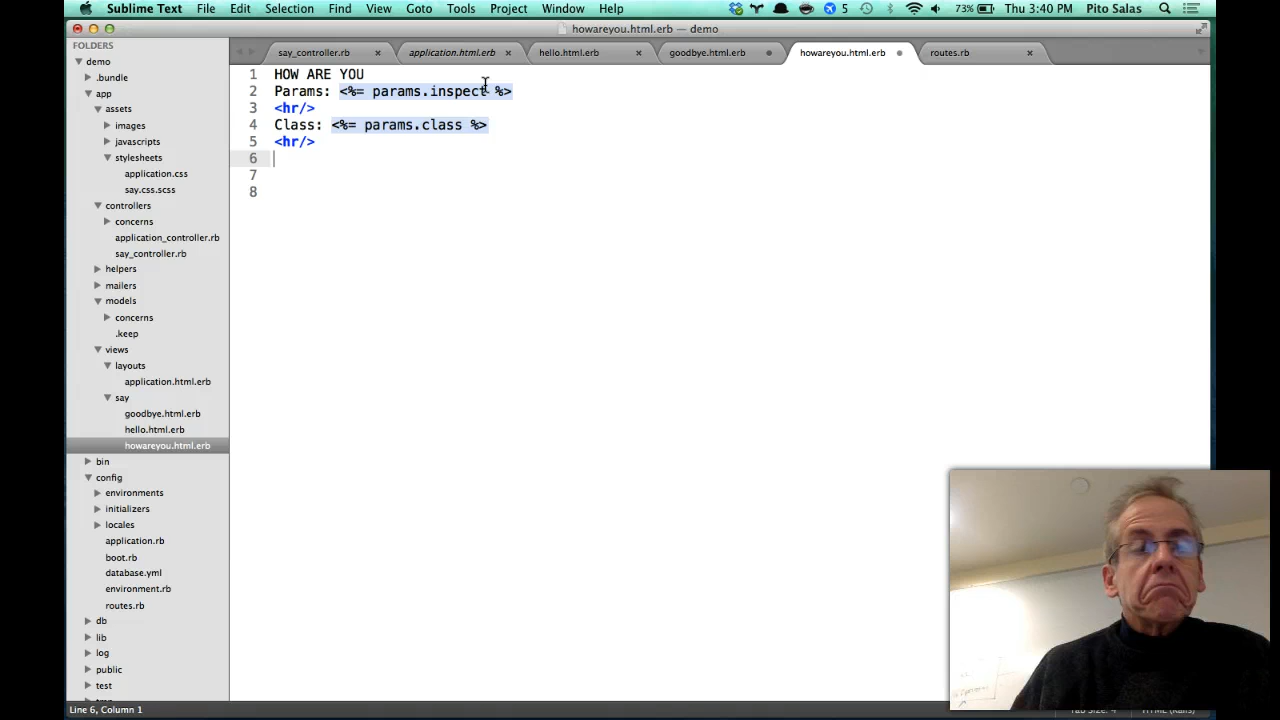 Sublime Text File Edit Selection Find View Goto Tools Project Window Help 5 73% Thu 3:40 PM Pito Salas
howareyou.html.erb — demo
FOLDERS
say_controller.rb application.html.erb hello.html.erb goodbye.html.erb howareyou.html.erb routes.rb
demo
.bundle
app
assets
images
javascripts
stylesheets
application.css
say.css.scss
controllers
concerns
application_controller.rb
say_controller.rb
helpers
mailers
models
concerns
.keep
views
layouts
application.html.erb
say
goodbye.html.erb
hello.html.erb
howareyou.html.erb
bin
config
environments
initializers
locales
application.rb
boot.rb
database.yml
environment.rb
routes.rb
db
lib
log
public
test
1 HOW ARE YOU
2 Params: <%= params.inspect %>
3 <hr/>
4 Class: <%= params.class %>
5 <hr/>
6
7
8
Line 6, Column 1